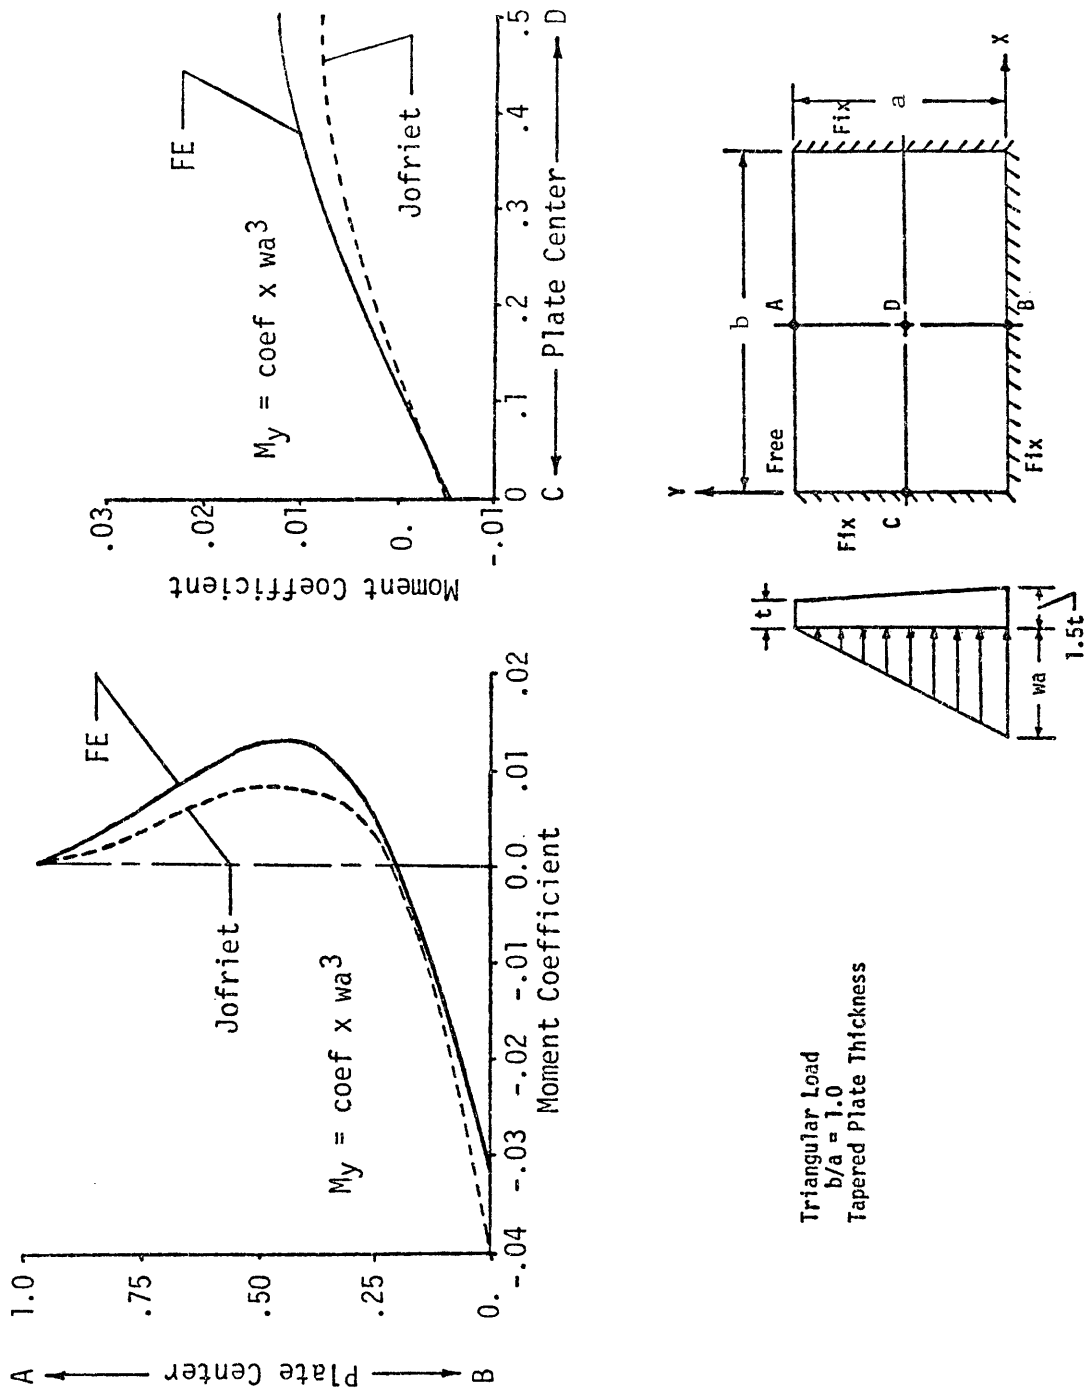 A
Plate Center
B
1.0
.75
.50
.25
0.
-.04
-.03
-.02
-.01
0.0
.01
.02
Moment Coefficient
My = coef x wa³
Jofriet
FE
Moment Coefficient
.03
.02
.01
0.
-.01
0
.1
.2
.3
.4
.5
C
Plate Center
D
My = coef x wa³
FE
Jofriet
Triangular Load
b/a = 1.0
Tapered Plate Thickness
t
wa
1.5t
Y
b
Free
A
Fix
a
Fix
C
D
X
Fix
B